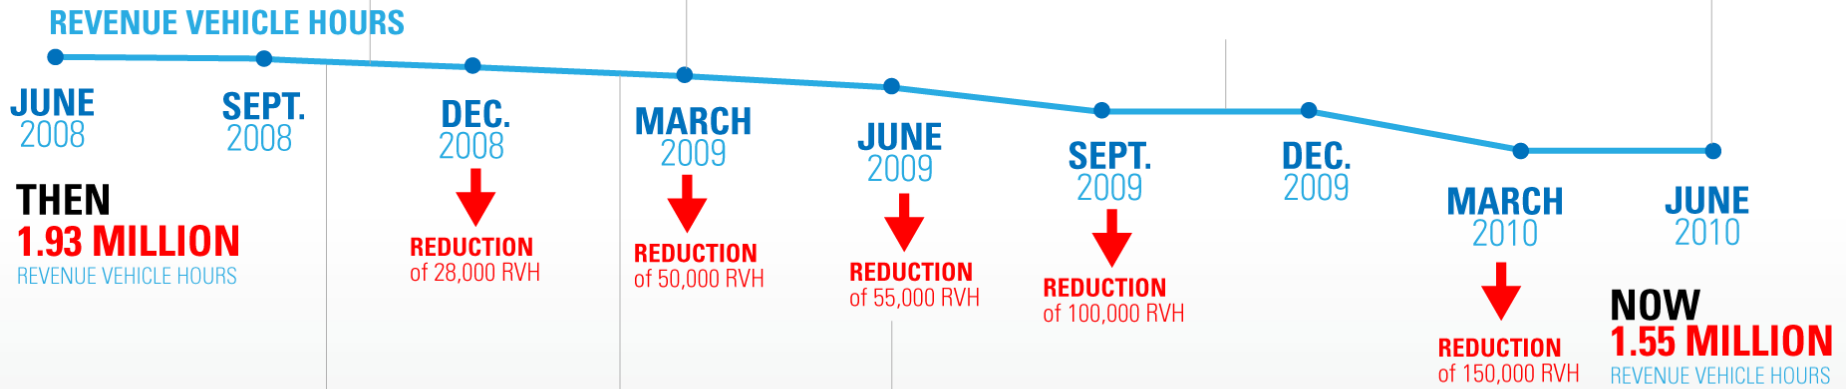 REVENUE VEHICLE HOURS
JUNE
2008
SEPT.
2008
DEC.
2008
MARCH
2009
JUNE
2009
SEPT.
2009
DEC.
2009
MARCH
2010
JUNE
2010
THEN
1.93 MILLION
REVENUE VEHICLE HOURS
REDUCTION
of 28,000 RVH
REDUCTION
of 50,000 RVH
REDUCTION
of 55,000 RVH
REDUCTION
of 100,000 RVH
REDUCTION
of 150,000 RVH
NOW
1.55 MILLION
REVENUE VEHICLE HOURS